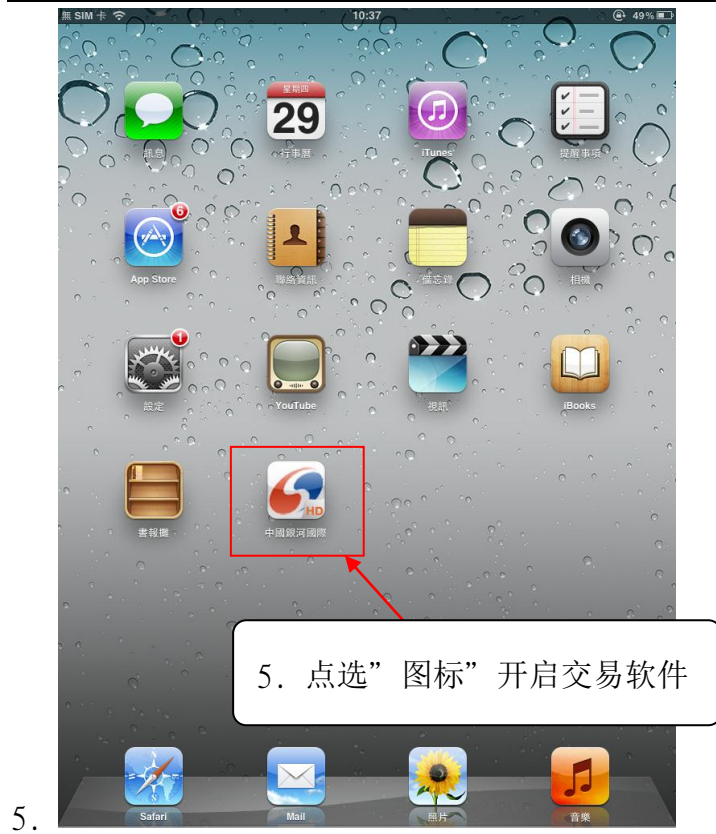 無 SIM 卡 10:37 49%
星期四
29
訊息 行事曆 iTunes 提醒事項
6
App Store 聯絡資訊 備忘錄 相機
1
設定 YouTube 視訊 iBooks
HD
書報攤 中國銀河國際
5. 点选”图标”开启交易软件
Safari Mail 照片 音樂
5.